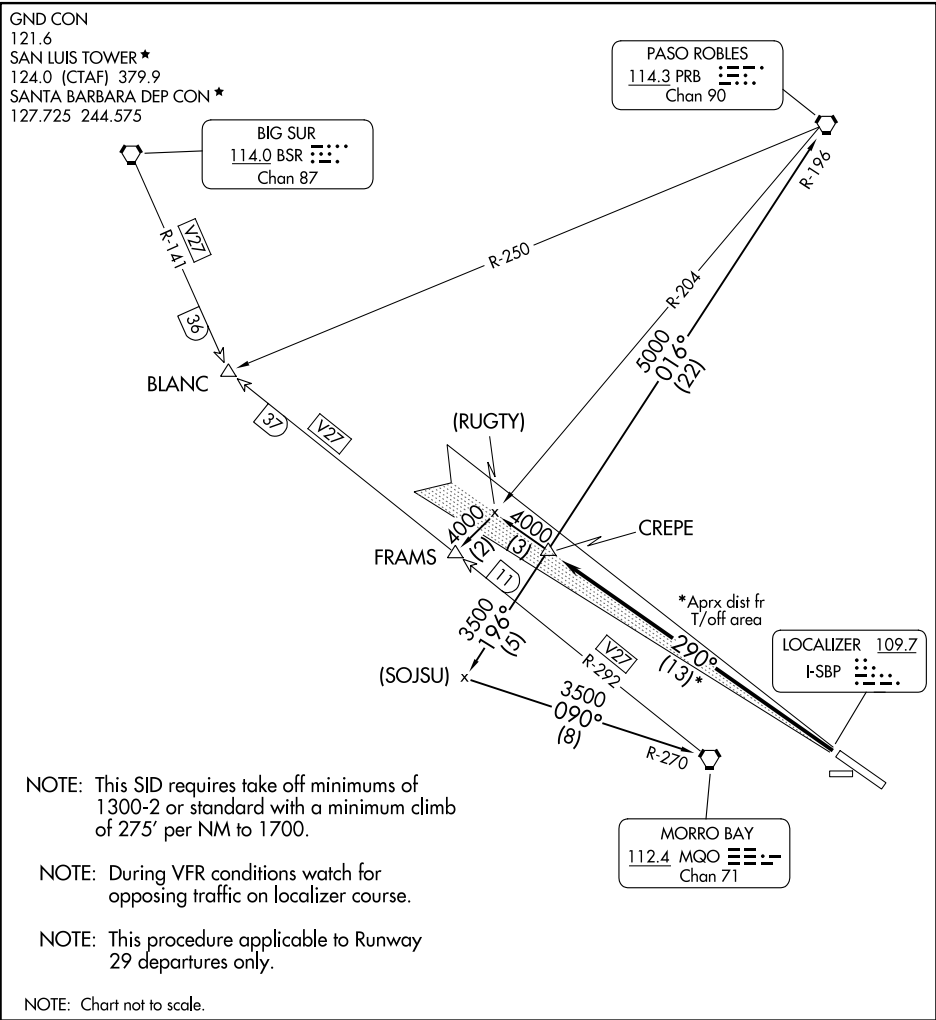 GND CON
121.6
SAN LUIS TOWER ★
124.0 (CTAF) 379.9
SANTA BARBARA DEP CON ★
127.725 244.575
BIG SUR
114.0 BSR
Chan 87
PASO ROBLES
114.3 PRB
Chan 90
R-196
V27
R-141
R-250
R-204
36
5000
016°
(22)
BLANC
37
V27
(RUGTY)
4000
(2)
4000
(3)
CREPE
FRAMS
11
*Aprx dist fr
T/off area
3500
196°
(5)
290°
(13)*
LOCALIZER 109.7
I-SBP
V27
R-292
(SOJSU)
3500
090°
(8)
R-270
MORRO BAY
112.4 MQO
Chan 71
NOTE: This SID requires take off minimums of
1300-2 or standard with a minimum climb
of 275' per NM to 1700.
NOTE: During VFR conditions watch for
opposing traffic on localizer course.
NOTE: This procedure applicable to Runway
29 departures only.
NOTE: Chart not to scale.